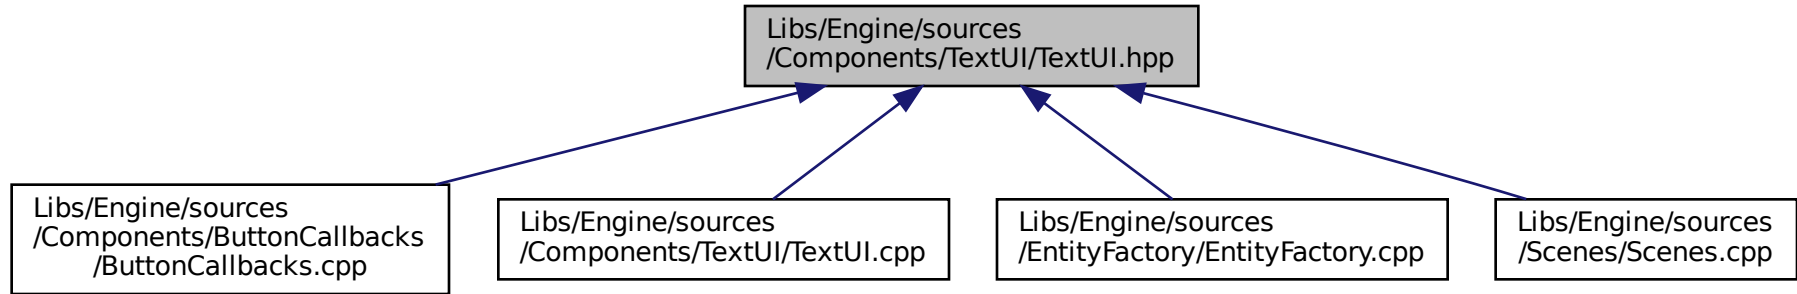 Libs/Engine/sources
/Components/TextUI/TextUI.hpp
Libs/Engine/sources
/Components/ButtonCallbacks
/ButtonCallbacks.cpp
Libs/Engine/sources
/Components/TextUI/TextUI.cpp
Libs/Engine/sources
/EntityFactory/EntityFactory.cpp
Libs/Engine/sources
/Scenes/Scenes.cpp